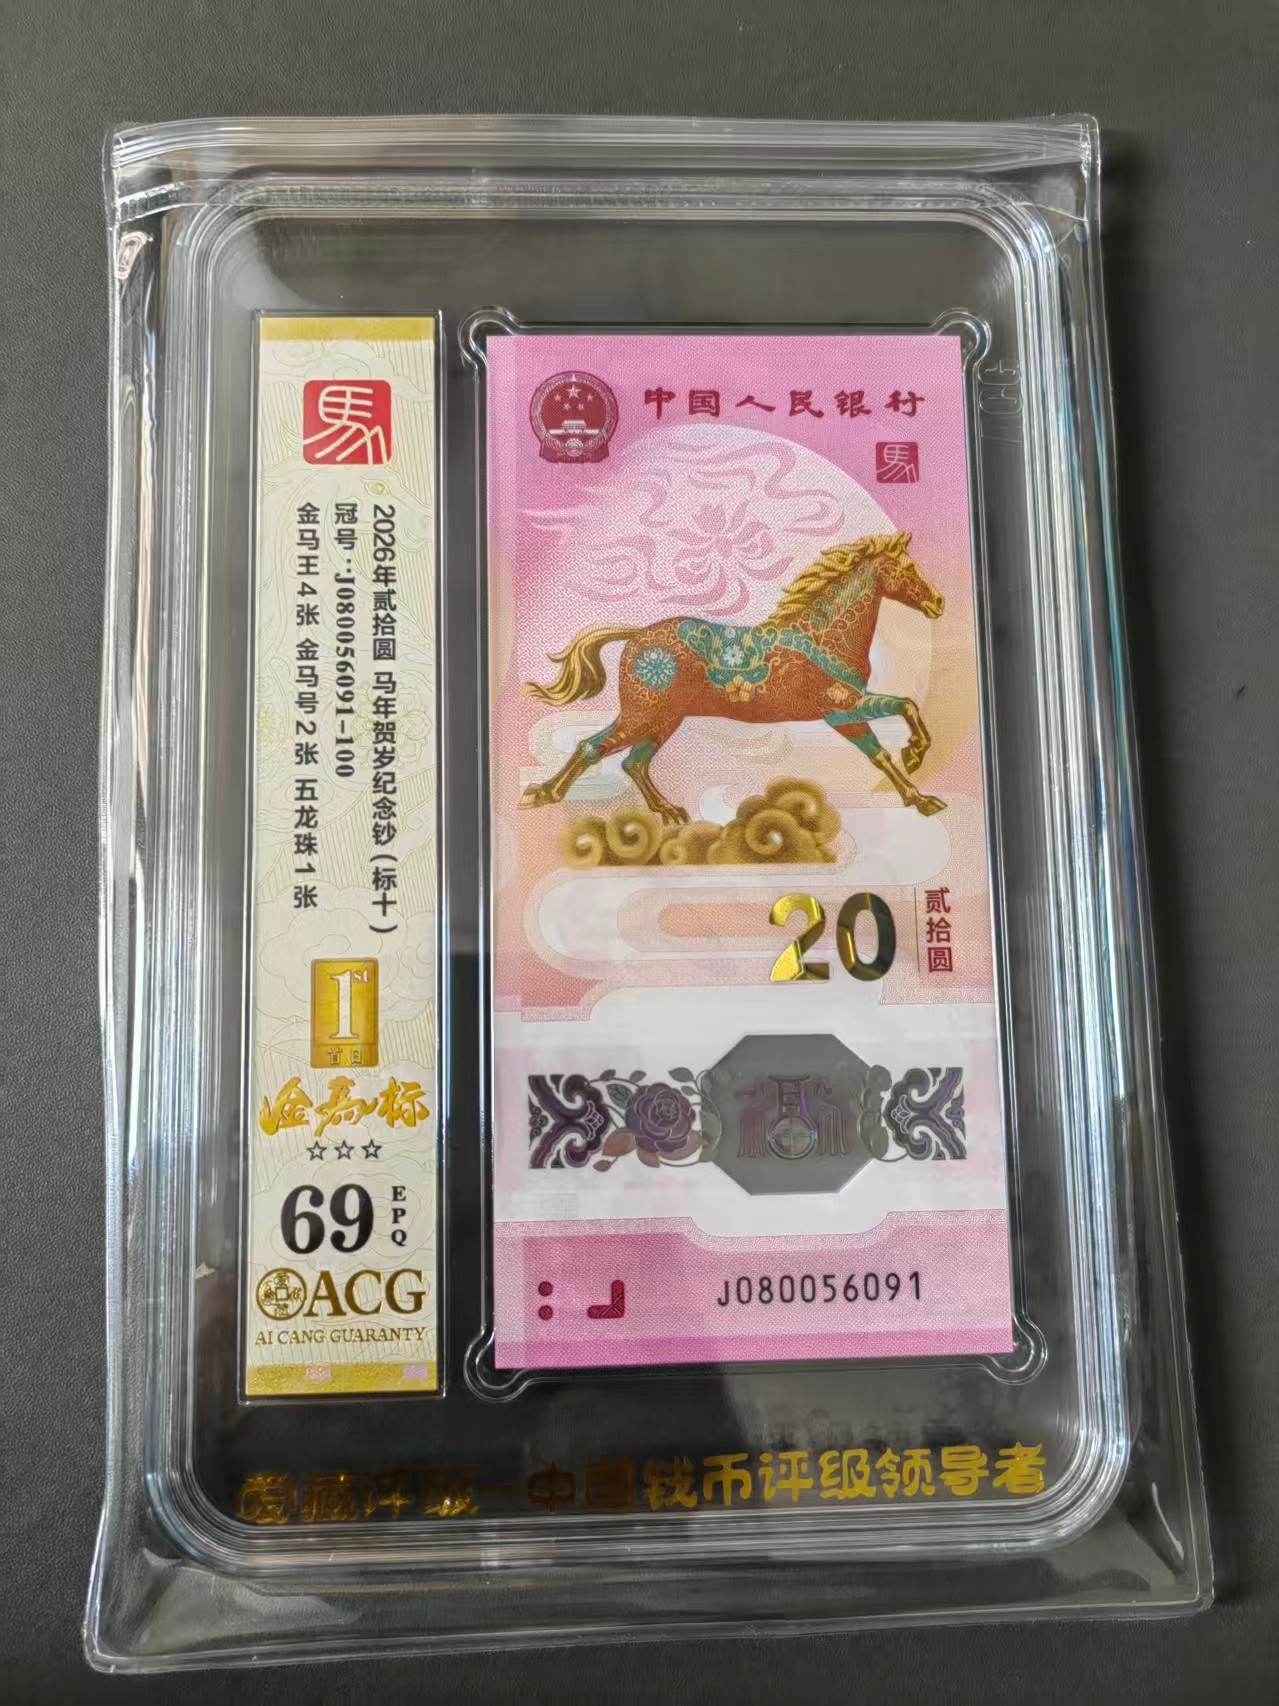 馬
2026年贰拾圆 马年贺岁纪念钞(标十)
冠号:J080056091-100
金马王4张 金马号2张 五龙珠1张
1st
首日
金马标
☆☆☆
69 EPQ
ACG
AI CANG GUARANTY
中国人民银行
馬
20
贰拾圆
J080056091
爱藏评级－中国钱币评级领导者